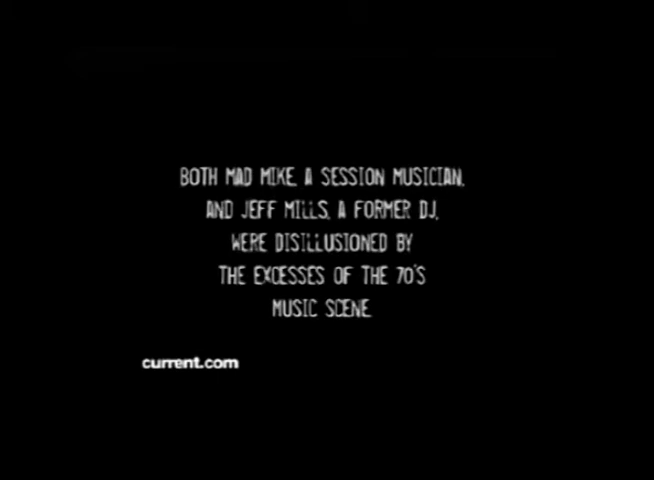 BOTH MAD MIKE, A SESSION MUSICIAN,
AND JEFF MILLS, A FORMER DJ,
WERE DISILLUSIONED BY
THE EXCESSES OF THE 70'S
MUSIC SCENE.
current.com